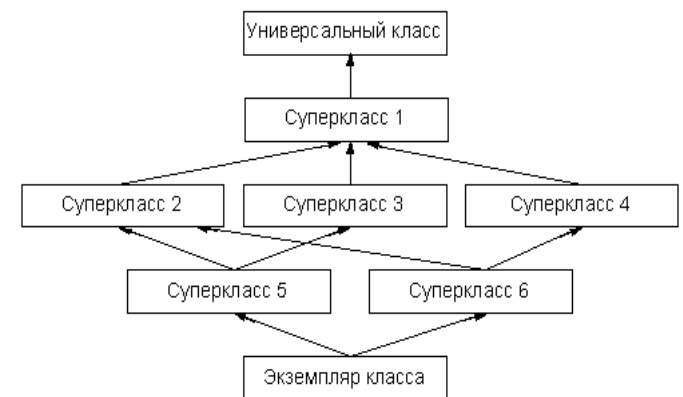 Универсальный класс
Суперкласс 1
Суперкласс 2
Суперкласс 3
Суперкласс 4
Суперкласс 5
Суперкласс 6
Экземпляр класса